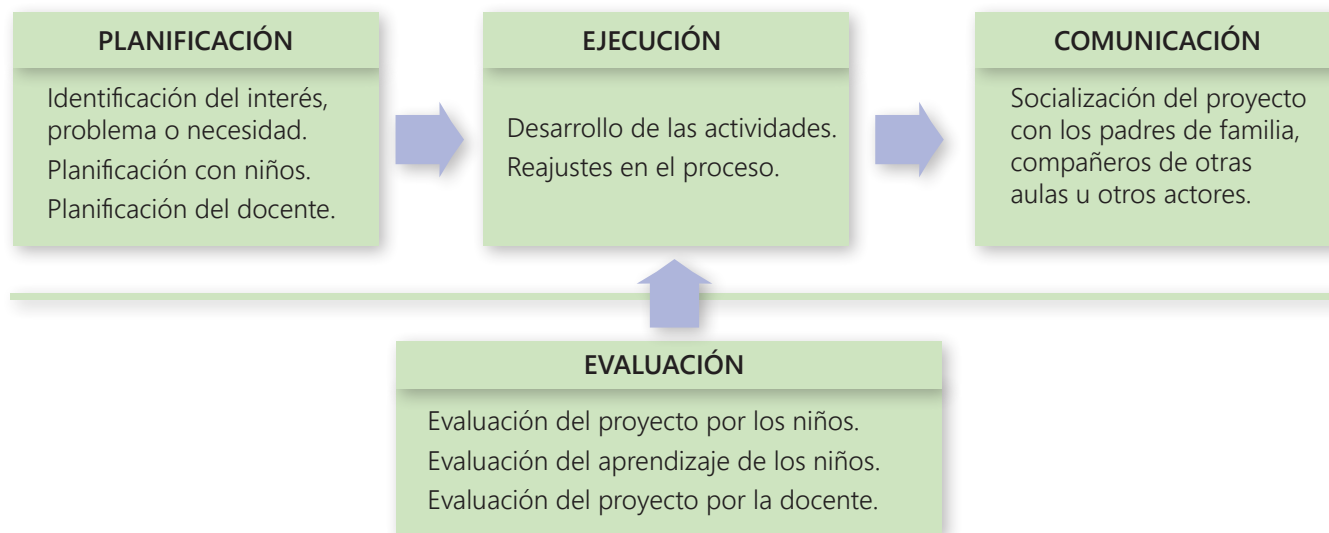 PLANIFICACIÓN
Identificación del interés,
problema o necesidad.
Planificación con niños.
Planificación del docente.
EJECUCIÓN
Desarrollo de las actividades.
Reajustes en el proceso.
COMUNICACIÓN
Socialización del proyecto
con los padres de familia,
compañeros de otras
aulas u otros actores.
EVALUACIÓN
Evaluación del proyecto por los niños.
Evaluación del aprendizaje de los niños.
Evaluación del proyecto por la docente.